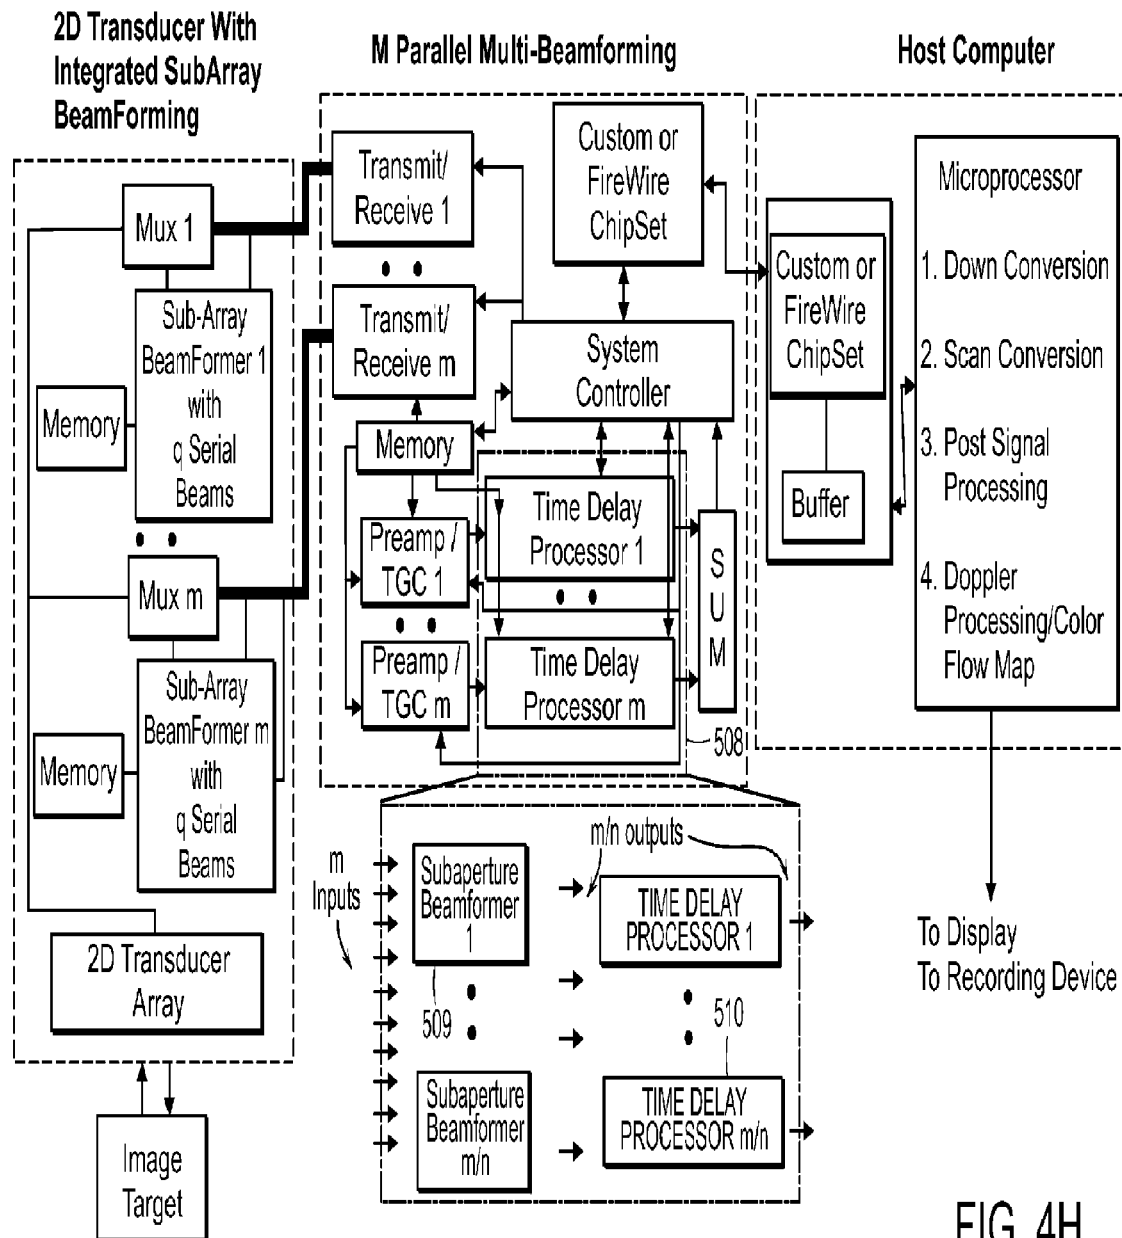 2D Transducer With
Integrated SubArray
BeamForming
M Parallel Multi-Beamforming
Host Computer
Mux 1
Sub-Array
BeamFormer 1
with
q Serial
Beams
Memory
Mux m
Sub-Array
BeamFormer m
with
q Serial
Beams
Memory
2D Transducer
Array
Image
Target
Transmit/
Receive 1
Transmit/
Receive m
Custom or
FireWire
ChipSet
System
Controller
Memory
Preamp /
TGC 1
Preamp /
TGC m
Time Delay
Processor 1
Time Delay
Processor m
S
U
M
508
Custom or
FireWire
ChipSet
Buffer
Microprocessor
1. Down Conversion
2. Scan Conversion
3. Post Signal
Processing
4. Doppler
Processing/Color
Flow Map
To Display
To Recording Device
m
Inputs
Subaperture
Beamformer
1
509
Subaperture
Beamformer
m/n
m/n outputs
TIME DELAY
PROCESSOR 1
510
TIME DELAY
PROCESSOR m/n
FIG. 4H